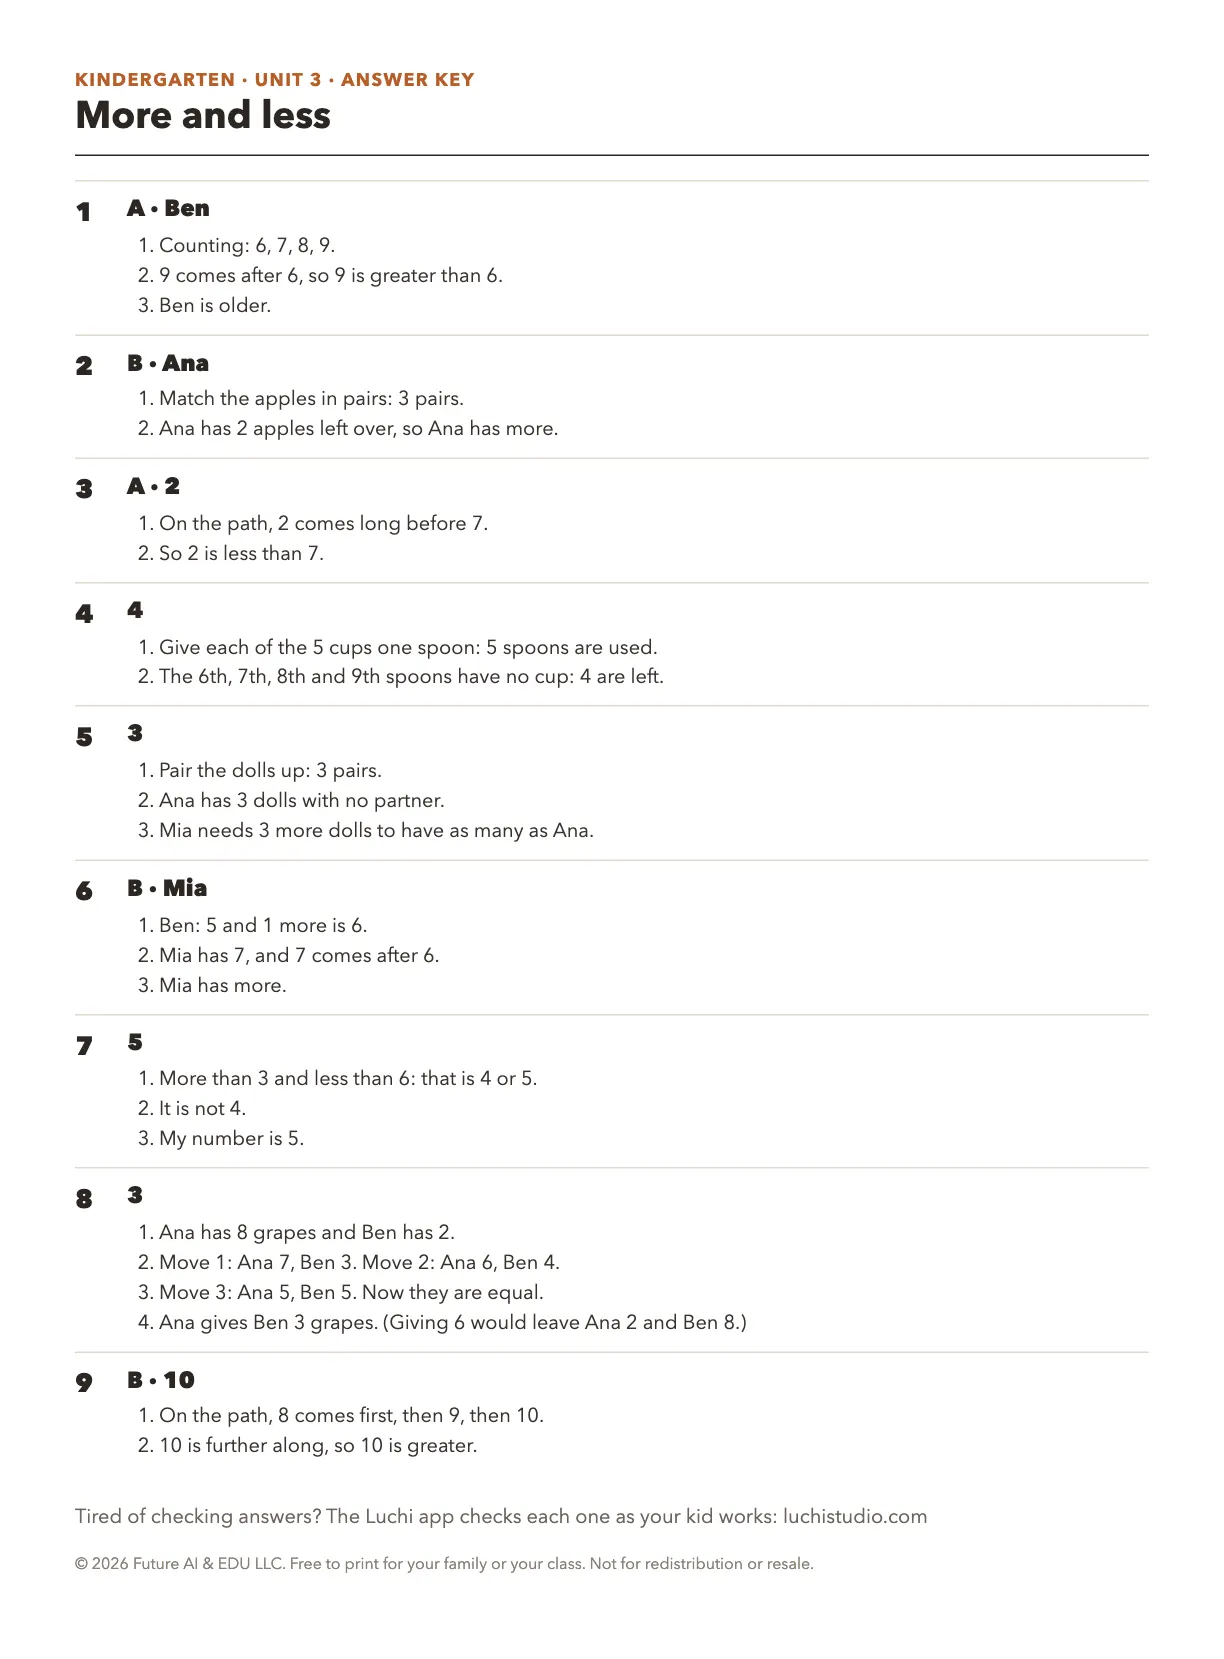 KINDERGARTEN · UNIT 3 · ANSWER KEY
More and less
1 A · Ben
1. Counting: 6, 7, 8, 9.
2. 9 comes after 6, so 9 is greater than 6.
3. Ben is older.
2 B · Ana
1. Match the apples in pairs: 3 pairs.
2. Ana has 2 apples left over, so Ana has more.
3 A · 2
1. On the path, 2 comes long before 7.
2. So 2 is less than 7.
4 4
1. Give each of the 5 cups one spoon: 5 spoons are used.
2. The 6th, 7th, 8th and 9th spoons have no cup: 4 are left.
5 3
1. Pair the dolls up: 3 pairs.
2. Ana has 3 dolls with no partner.
3. Mia needs 3 more dolls to have as many as Ana.
6 B · Mia
1. Ben: 5 and 1 more is 6.
2. Mia has 7, and 7 comes after 6.
3. Mia has more.
7 5
1. More than 3 and less than 6: that is 4 or 5.
2. It is not 4.
3. My number is 5.
8 3
1. Ana has 8 grapes and Ben has 2.
2. Move 1: Ana 7, Ben 3. Move 2: Ana 6, Ben 4.
3. Move 3: Ana 5, Ben 5. Now they are equal.
4. Ana gives Ben 3 grapes. (Giving 6 would leave Ana 2 and Ben 8.)
9 B · 10
1. On the path, 8 comes first, then 9, then 10.
2. 10 is further along, so 10 is greater.
Tired of checking answers? The Luchi app checks each one as your kid works: luchistudio.com
© 2026 Future AI & EDU LLC. Free to print for your family or your class. Not for redistribution or resale.